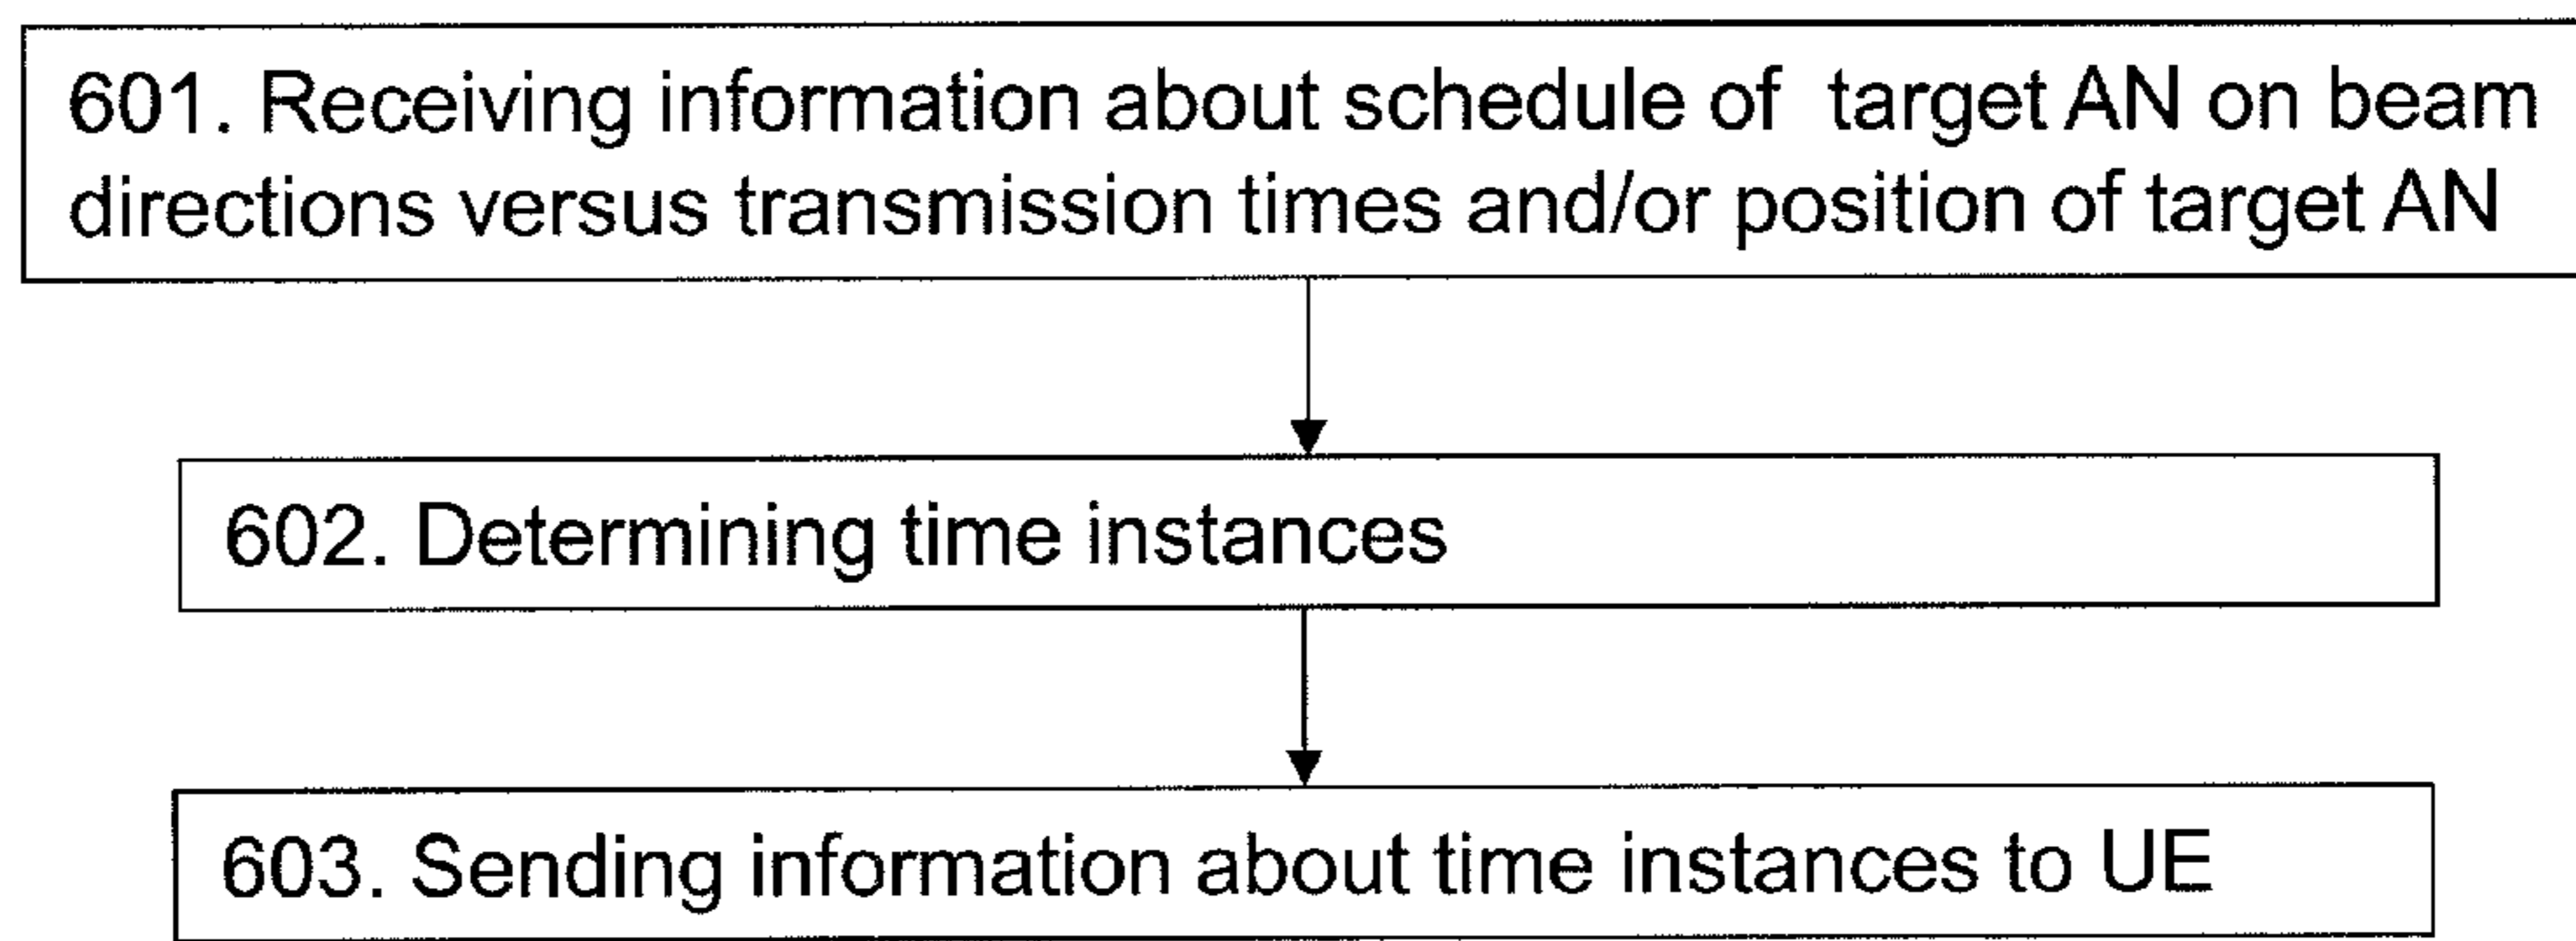 601. Receiving information about schedule of target AN on beam
directions versus transmission times and/or position of target AN
602. Determining time instances
603. Sending information about time instances to UE